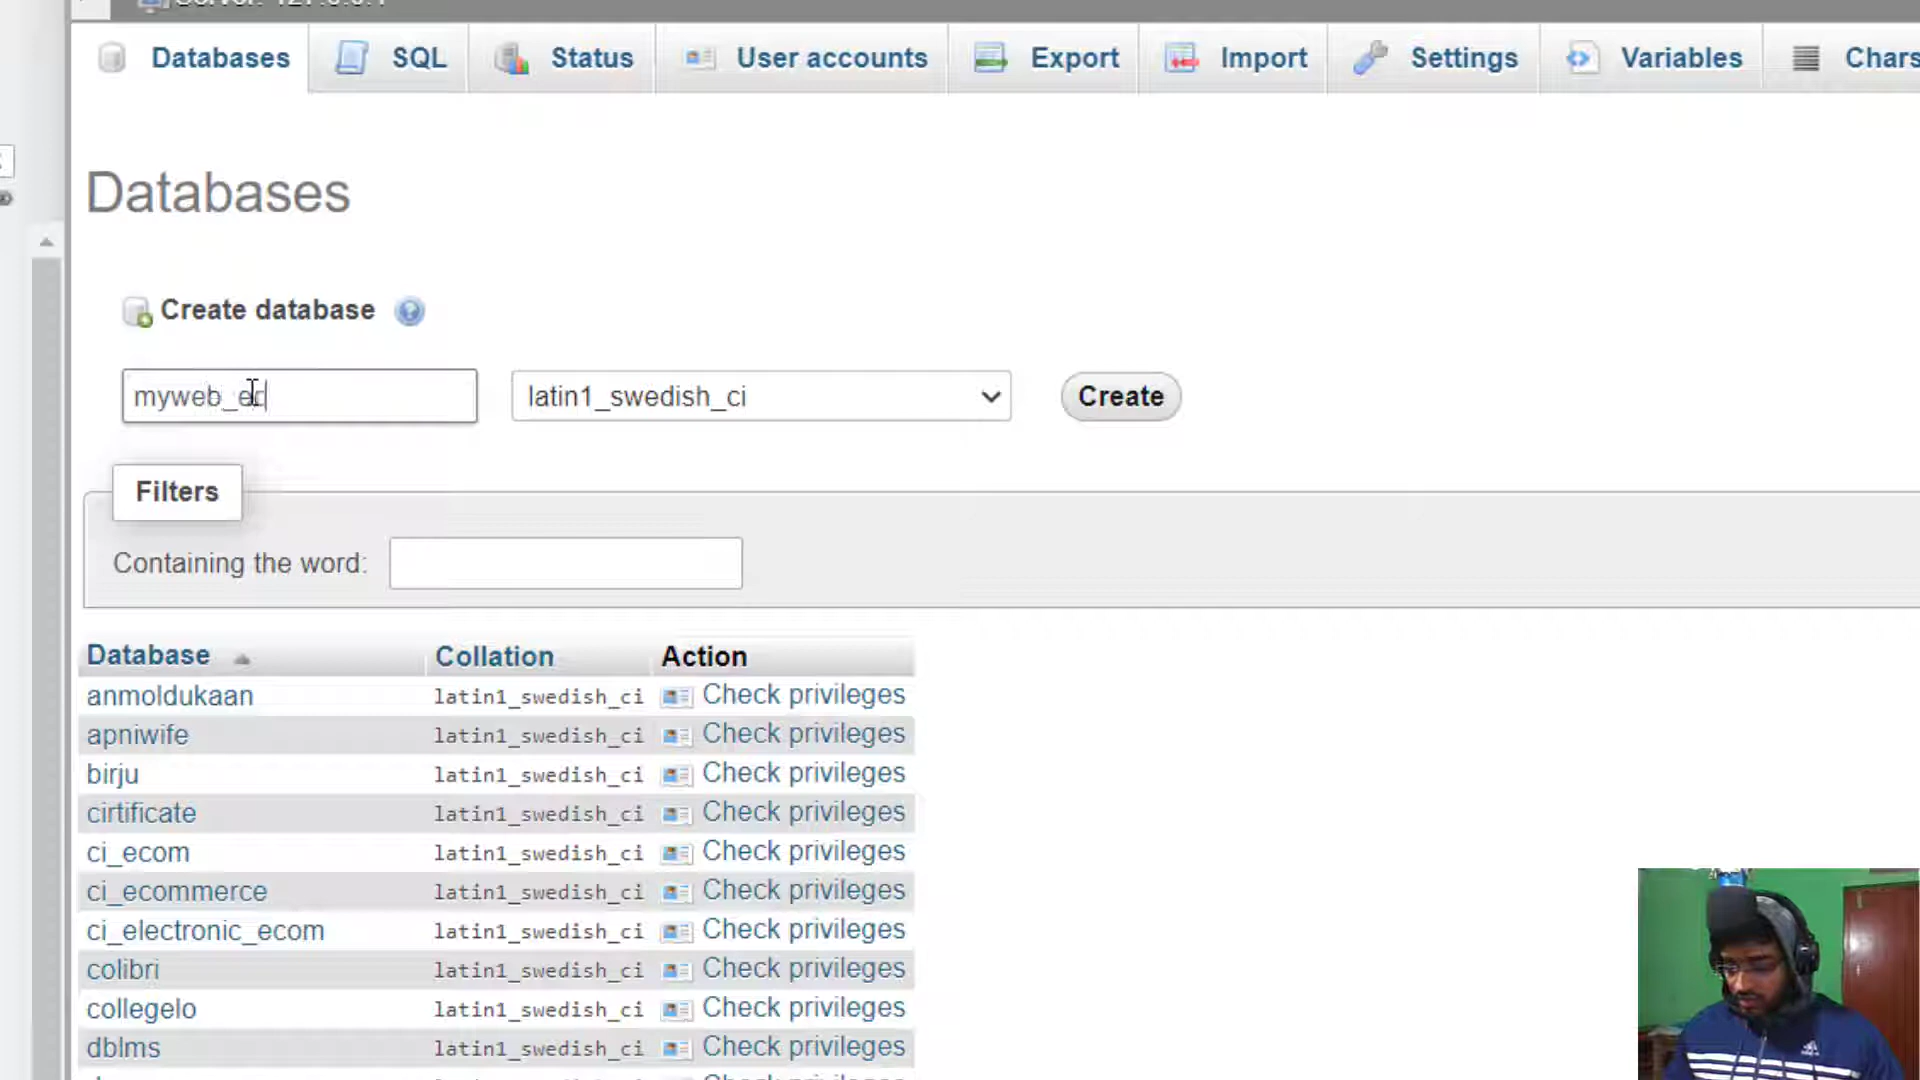 Databases SQL Status User accounts Export Import Settings Variables Chars
Databases
Create database
myweb_ec latin1_swedish_ci Create
Filters
Containing the word:
Database Collation Action
anmoldukaan latin1_swedish_ci Check privileges
apniwife latin1_swedish_ci Check privileges
birju latin1_swedish_ci Check privileges
cirtificate latin1_swedish_ci Check privileges
ci_ecom latin1_swedish_ci Check privileges
ci_ecommerce latin1_swedish_ci Check privileges
ci_electronic_ecom latin1_swedish_ci Check privileges
colibri latin1_swedish_ci Check privileges
collegelo latin1_swedish_ci Check privileges
dblms latin1_swedish_ci Check privileges